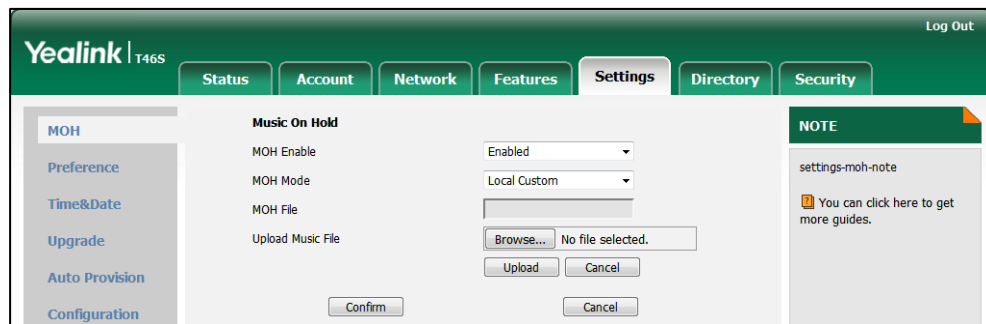 Log Out
Yealink T46S
Status Account Network Features Settings Directory Security
MOH
Preference
Time&Date
Upgrade
Auto Provision
Configuration
Music On Hold
MOH Enable Enabled
MOH Mode Local Custom
MOH File
Upload Music File Browse... No file selected.
Upload Cancel
Confirm Cancel
NOTE
settings-moh-note
You can click here to get
more guides.